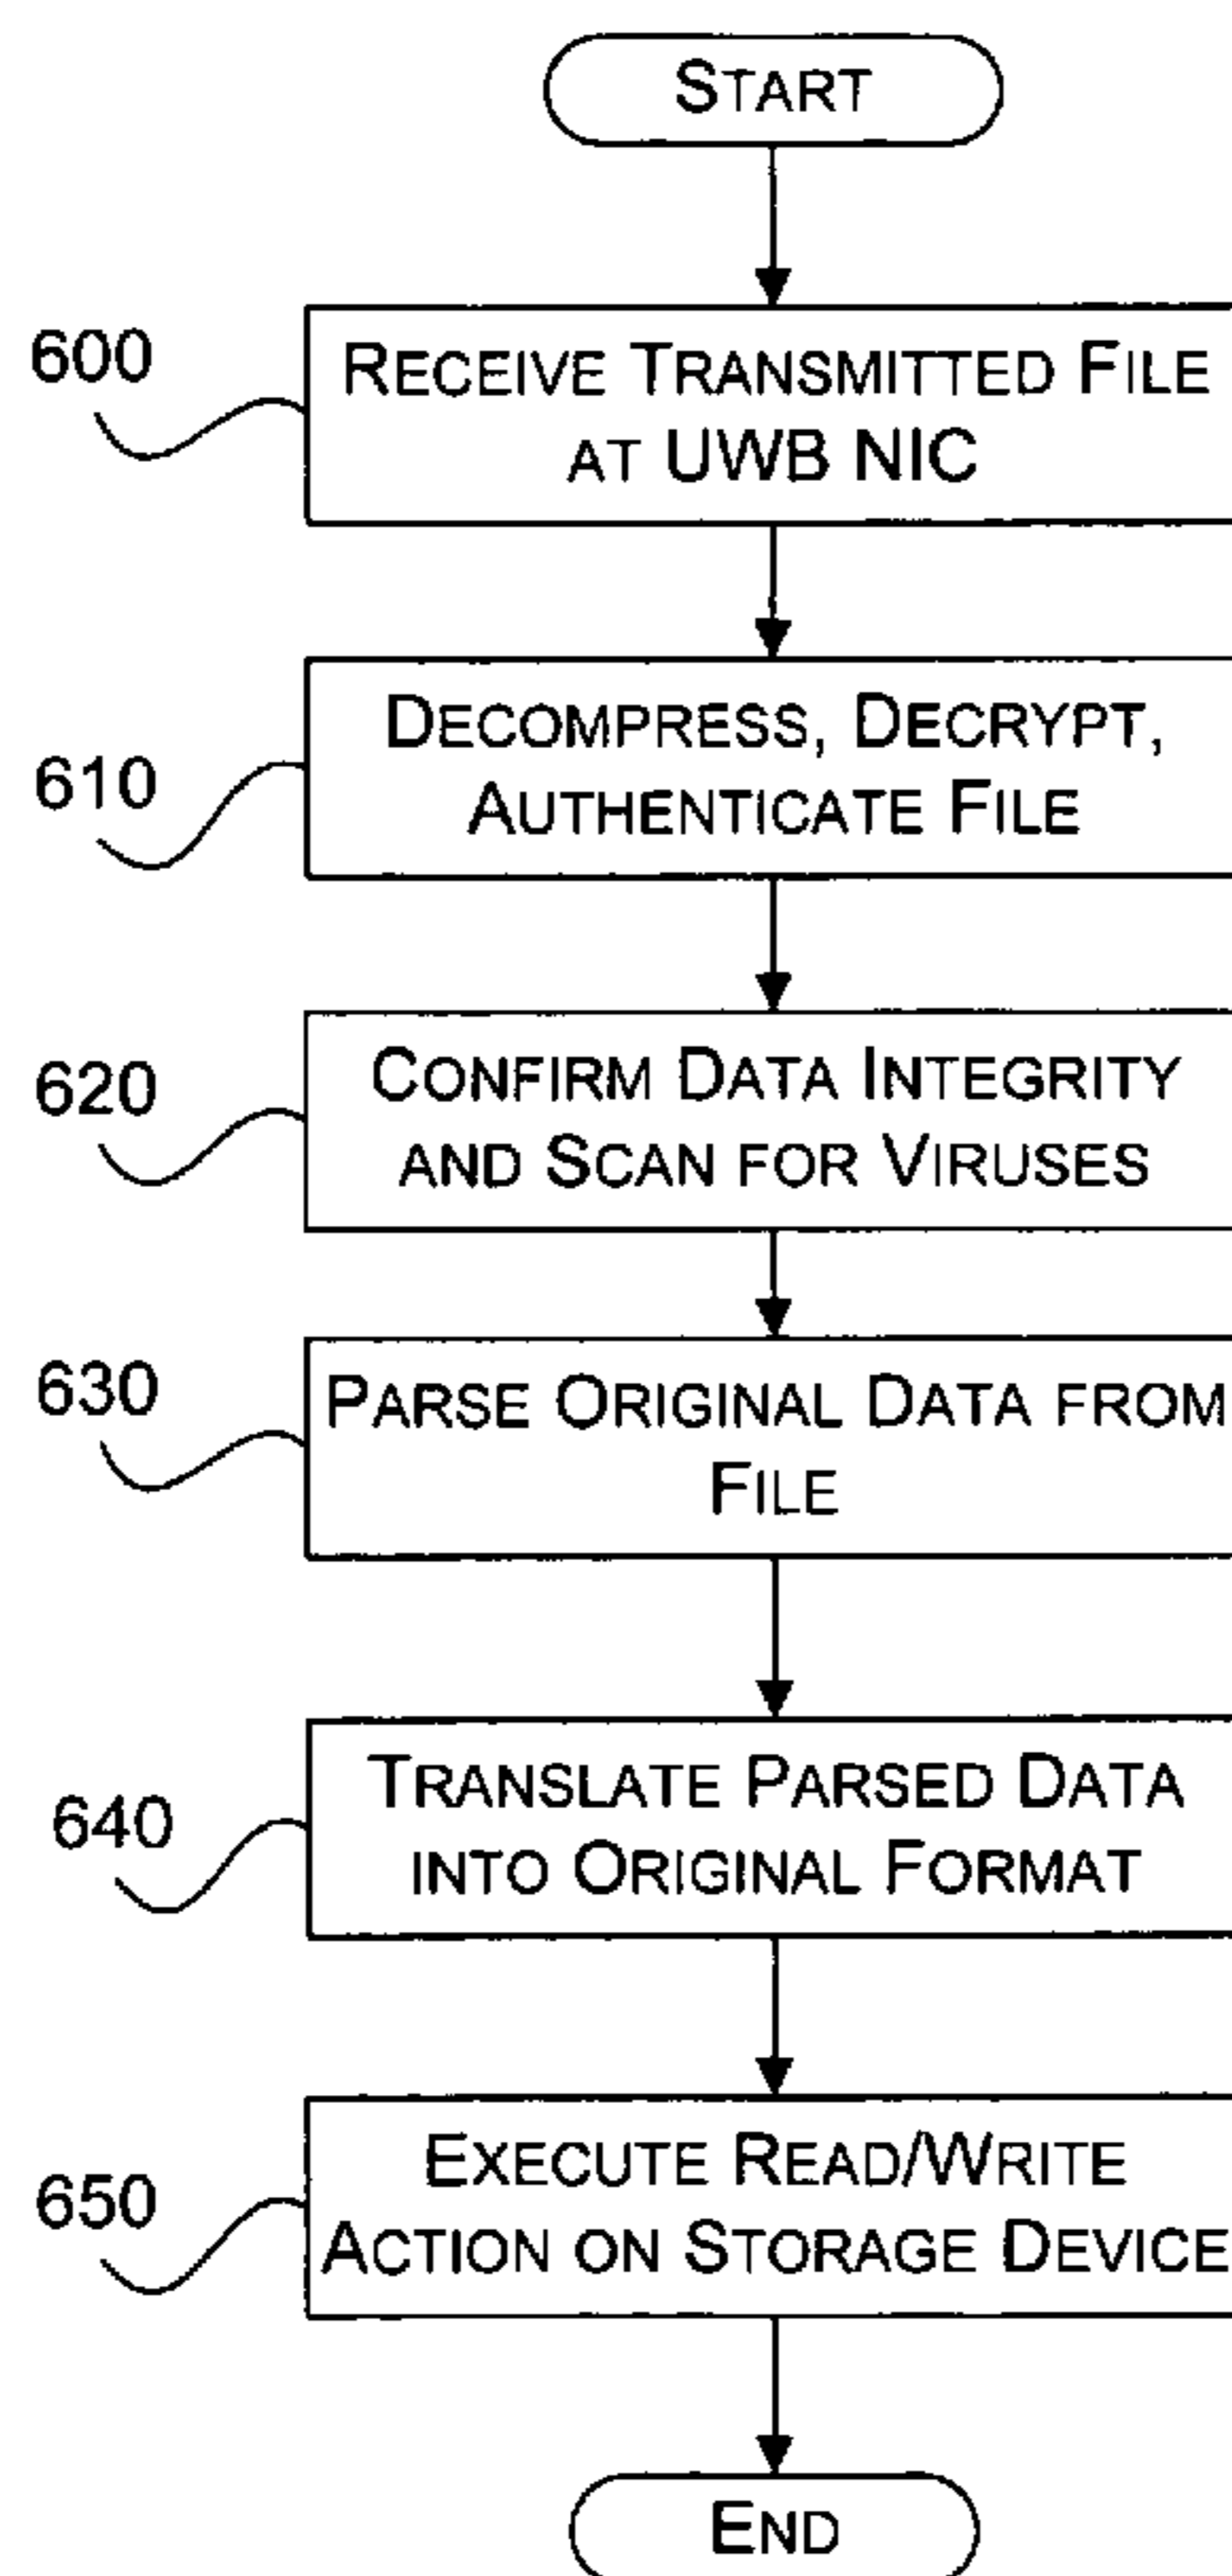 START
600
RECEIVE TRANSMITTED FILE
AT UWB NIC
610
DECOMPRESS, DECRYPT,
AUTHENTICATE FILE
620
CONFIRM DATA INTEGRITY
AND SCAN FOR VIRUSES
630
PARSE ORIGINAL DATA FROM
FILE
640
TRANSLATE PARSED DATA
INTO ORIGINAL FORMAT
650
EXECUTE READ/WRITE
ACTION ON STORAGE DEVICE
END